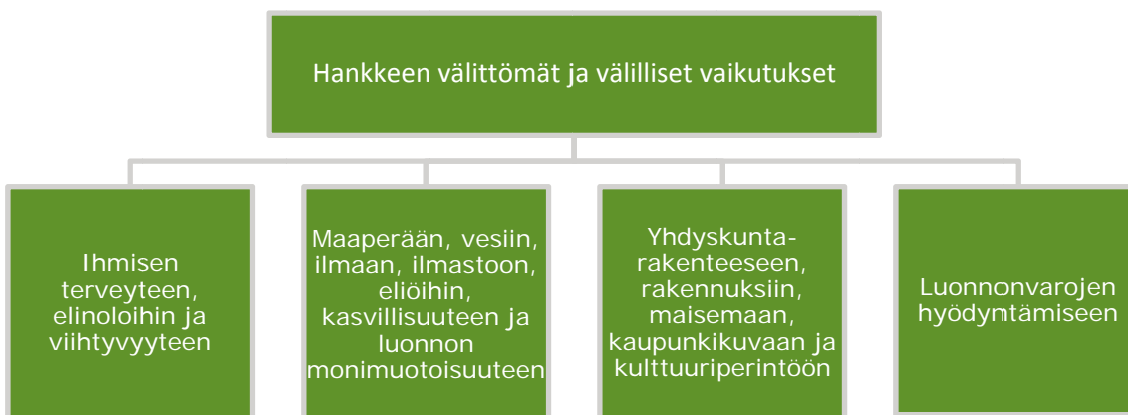 Hankkeen välittömät ja välilliset vaikutukset
Ihmisen
terveyteen,
elinoloihin ja
viihtyvyyteen
Maaperään, vesiin,
ilmaan, ilmastoon,
eliöihin,
kasvillisuuteen ja
luonnon
monimuotoisuuteen
Yhdyskunta-
rakenteeseen,
rakennuksiin,
maisemaan,
kaupunkikuvaan ja
kulttuuriperintöön
Luonnonvarojen
hyödyntämiseen